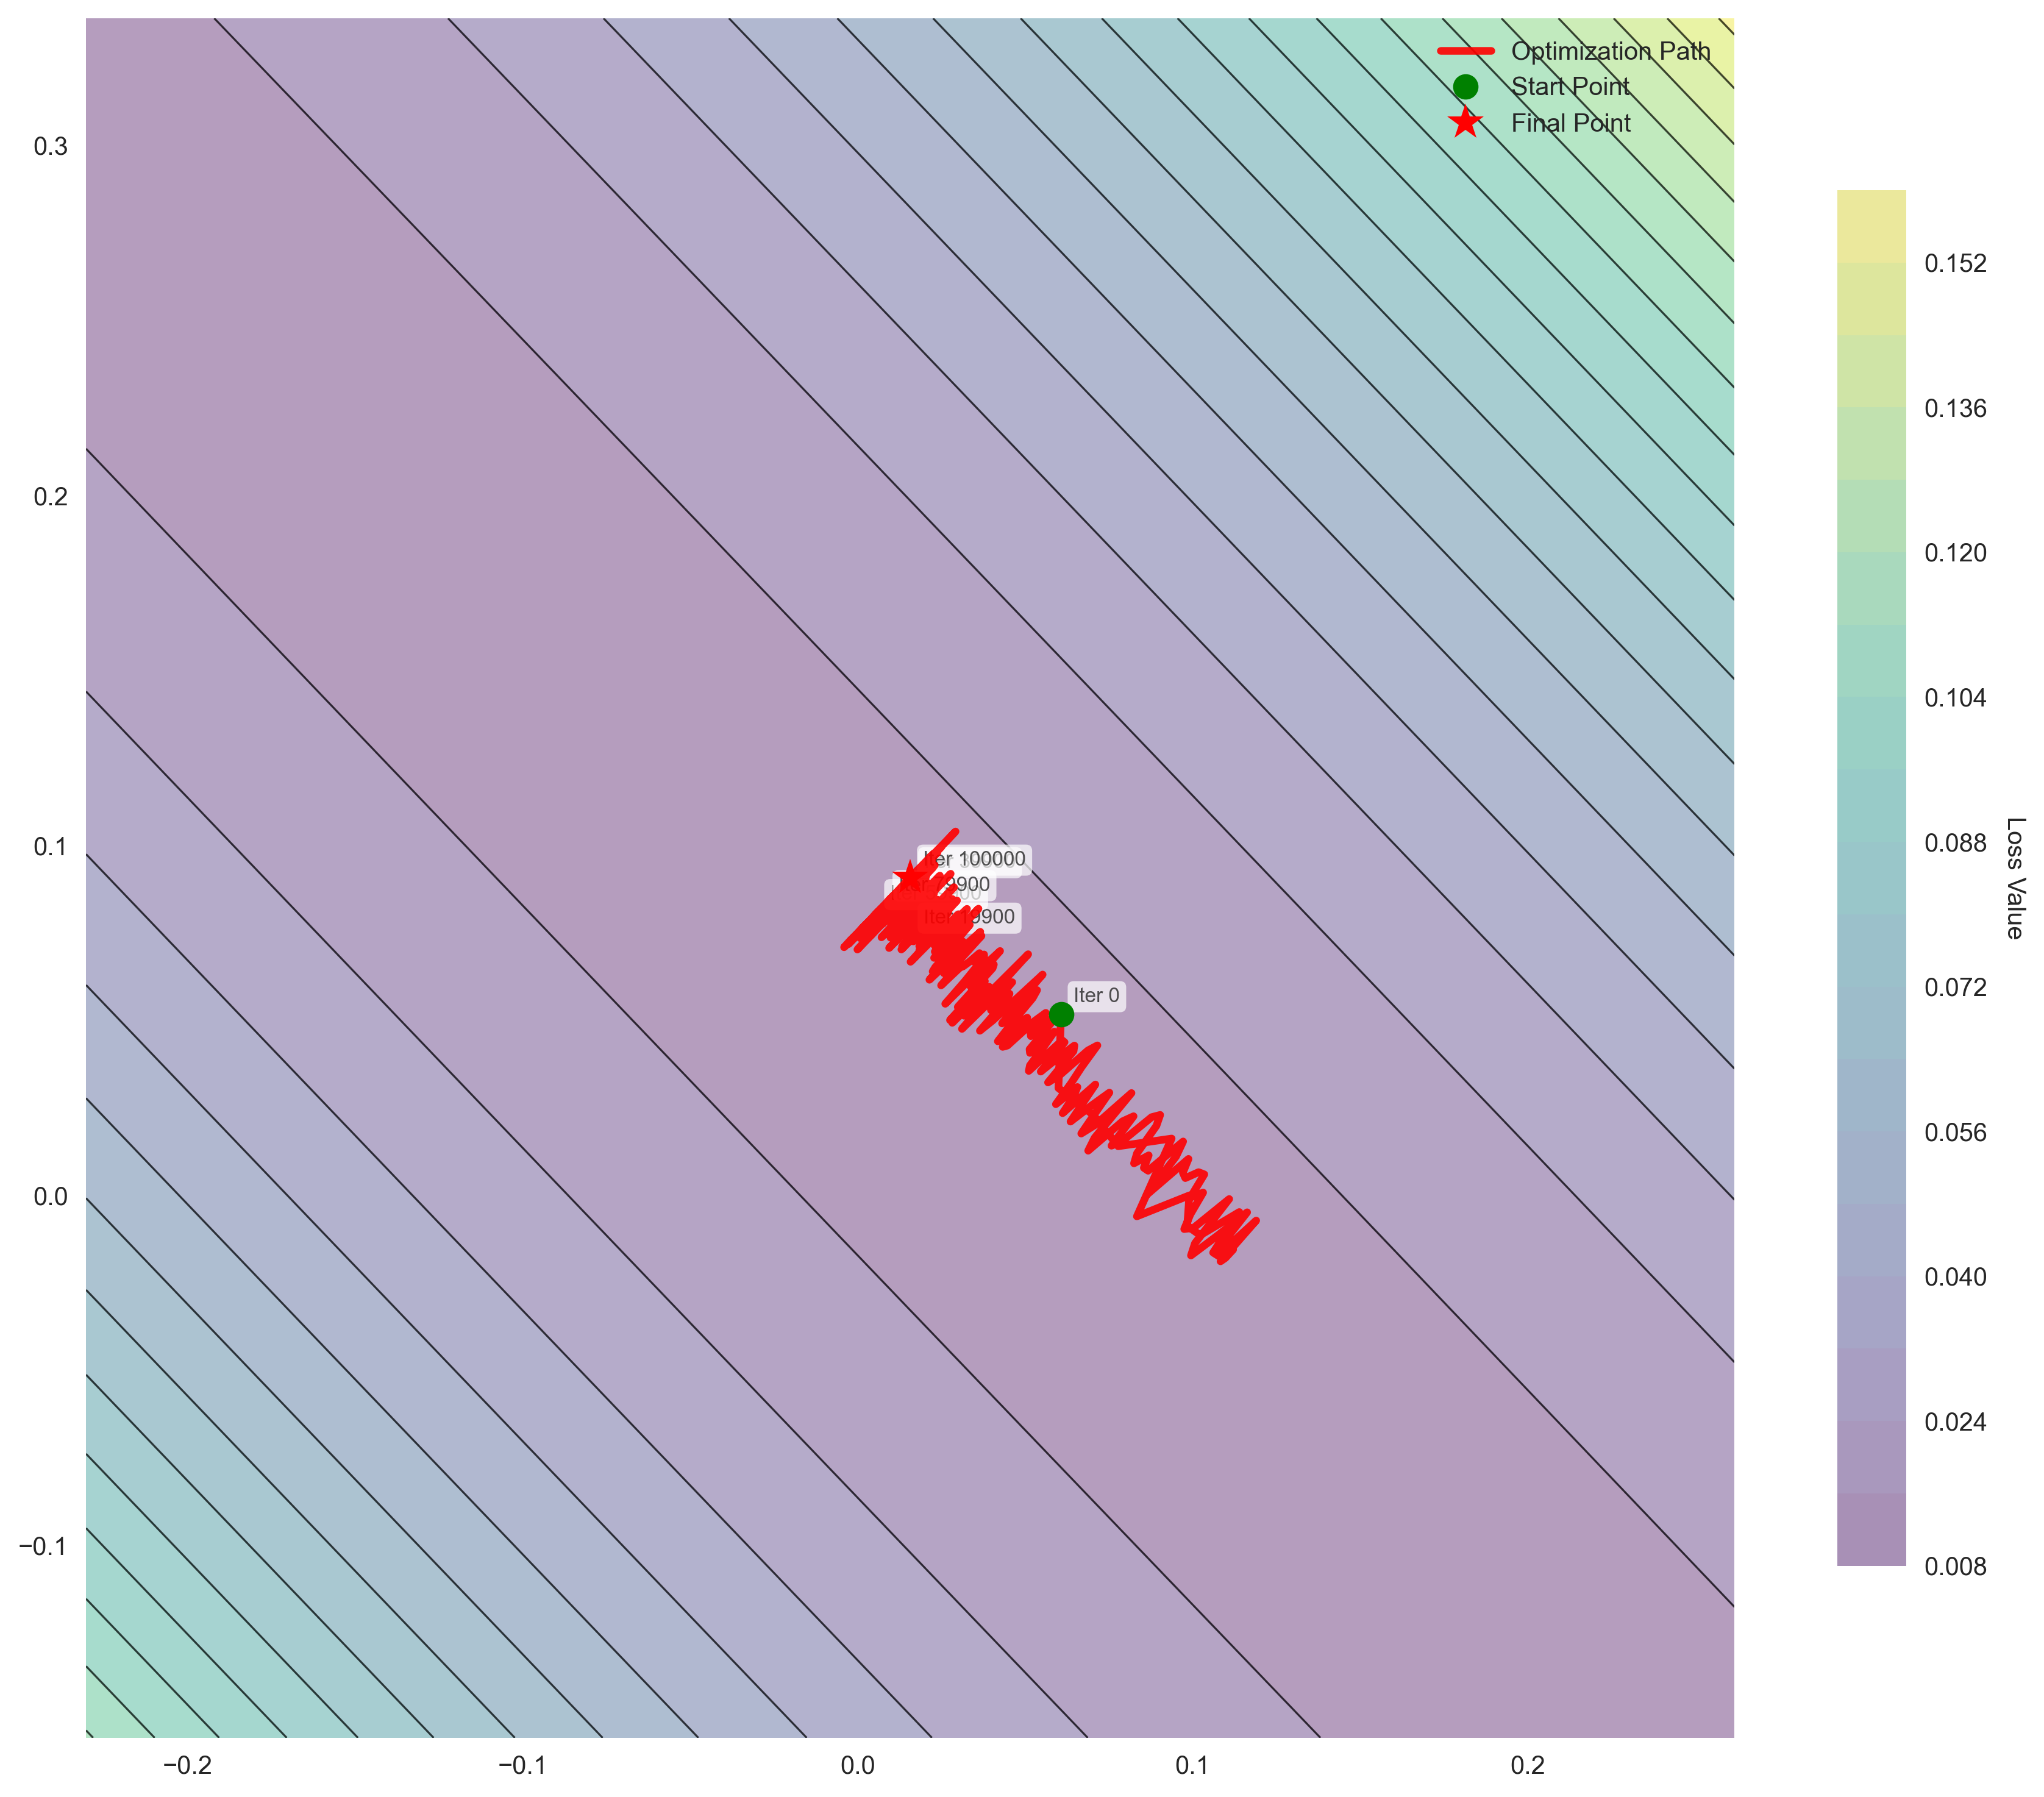 Optimization Path
Start Point
Final Point
0.3
0.2
0.1
0.0
−0.1
−0.2
−0.1
0.0
0.1
0.2
Iter 100000
Iter 19900
Iter 0
0.152
0.136
0.120
0.104
0.088
0.072
0.056
0.040
0.024
0.008
Loss Value